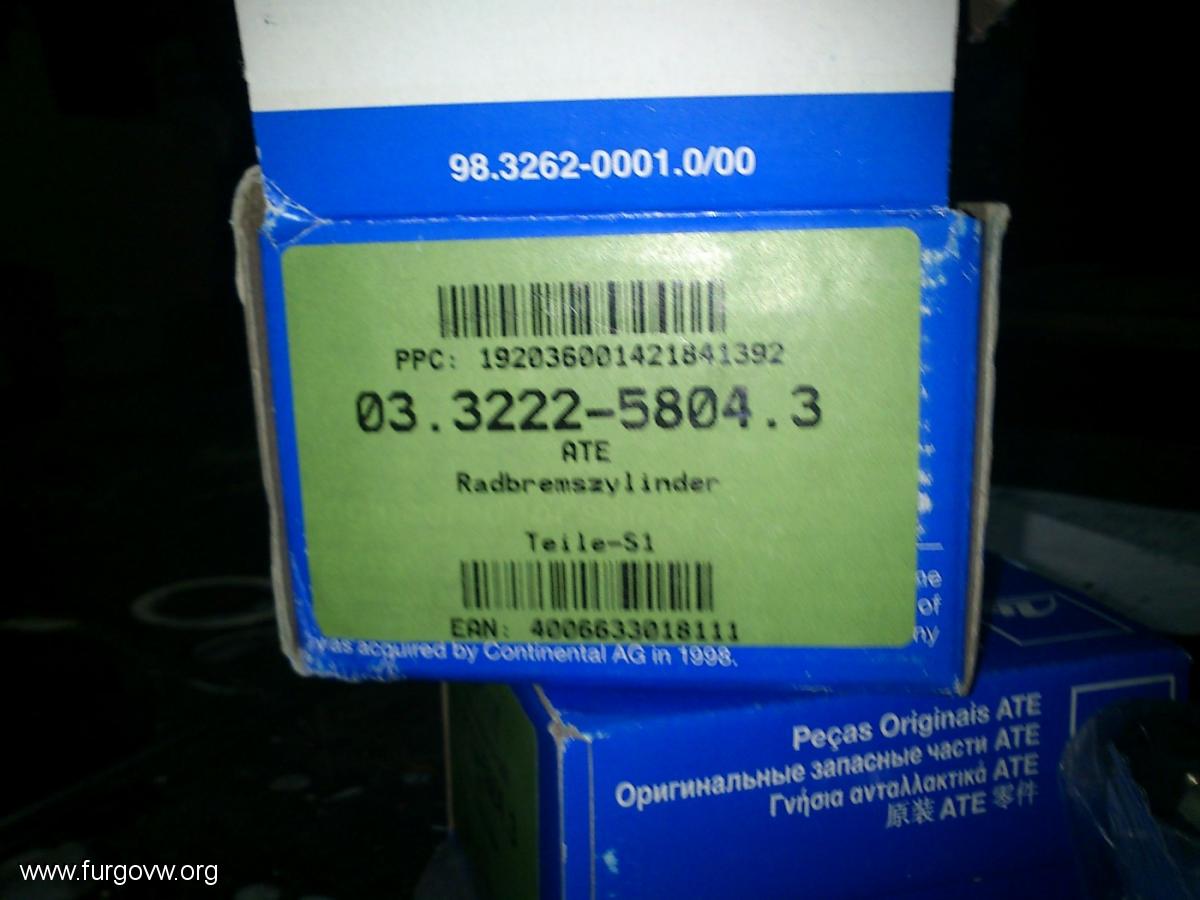 98.3262-0001.0/00
PPC: 192036001421841392
03.3222-5804.3
ATE
Radbremszylinder
Teile-S1
EAN: 4006633018111
of
was acquired by Continental AG in 1998.
Peças Originais ATE
Оригинальные запасные части ATE
Γνήσια ανταλλακτικά ATE
原装 ATE 零件
www.furgovw.org